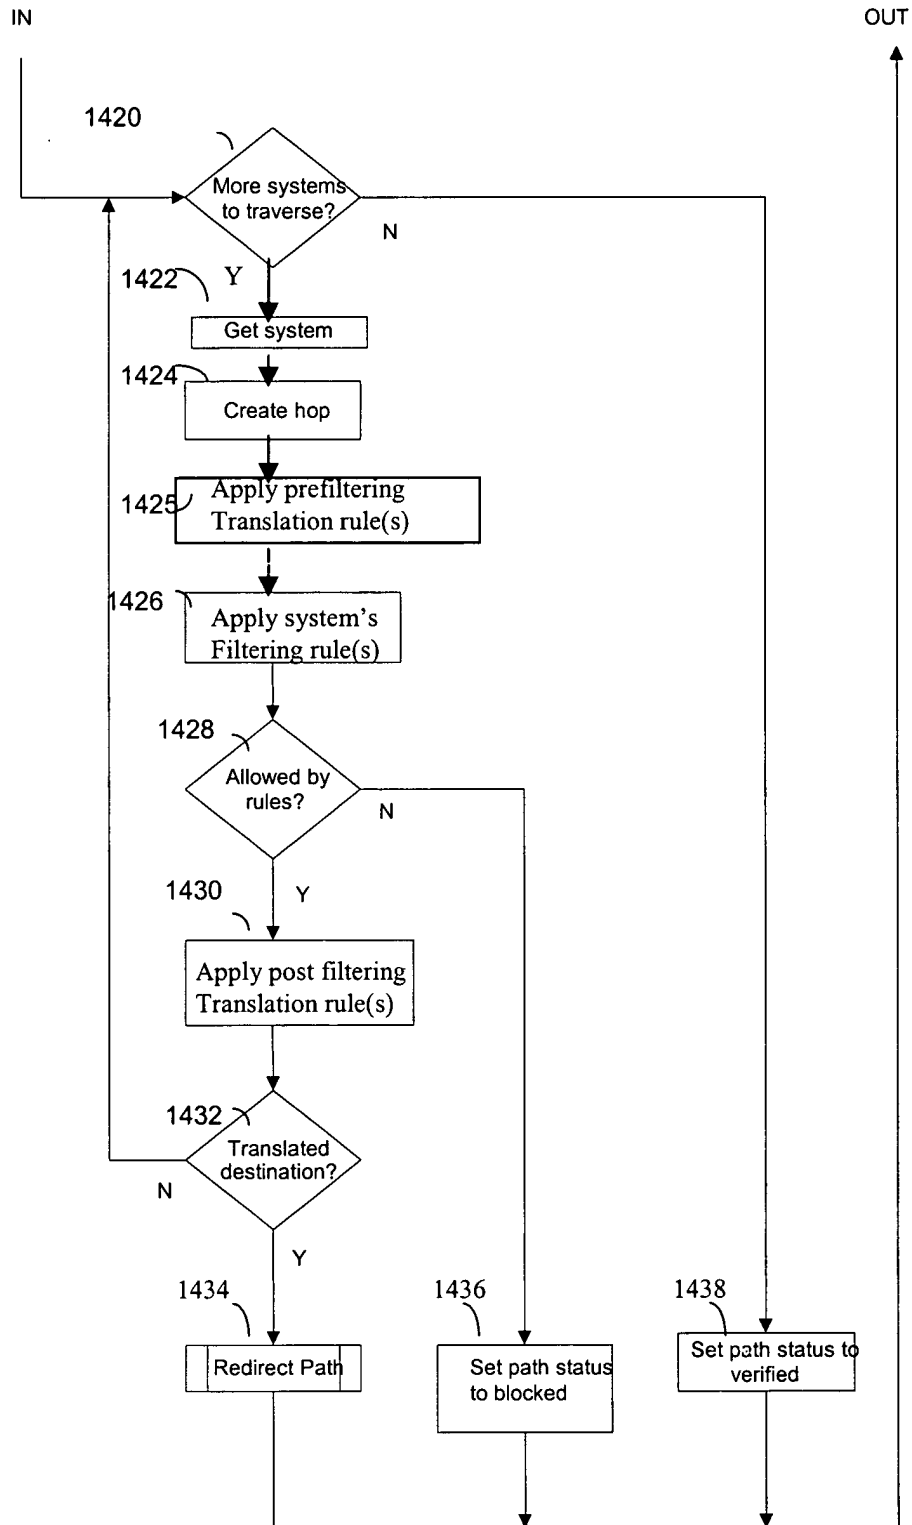 IN
OUT
1420
More systems
to traverse?
N
Y
1422
Get system
1424
Create hop
1425
Apply prefiltering
Translation rule(s)
1426
Apply system's
Filtering rule(s)
1428
Allowed by
rules?
N
Y
1430
Apply post filtering
Translation rule(s)
1432
Translated
destination?
N
Y
1434
Redirect Path
1436
Set path status
to blocked
1438
Set path status to
verified